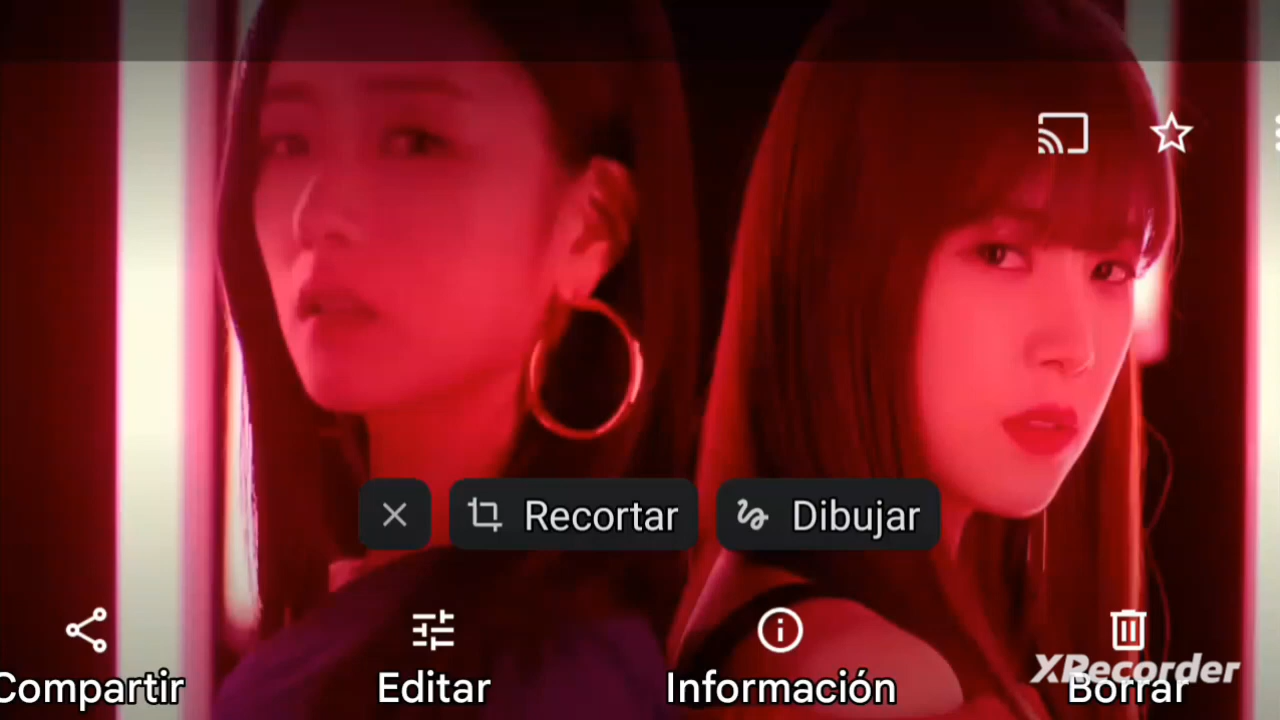 Recortar
Dibujar
Compartir
Editar
Información
Borrar
XRecorder